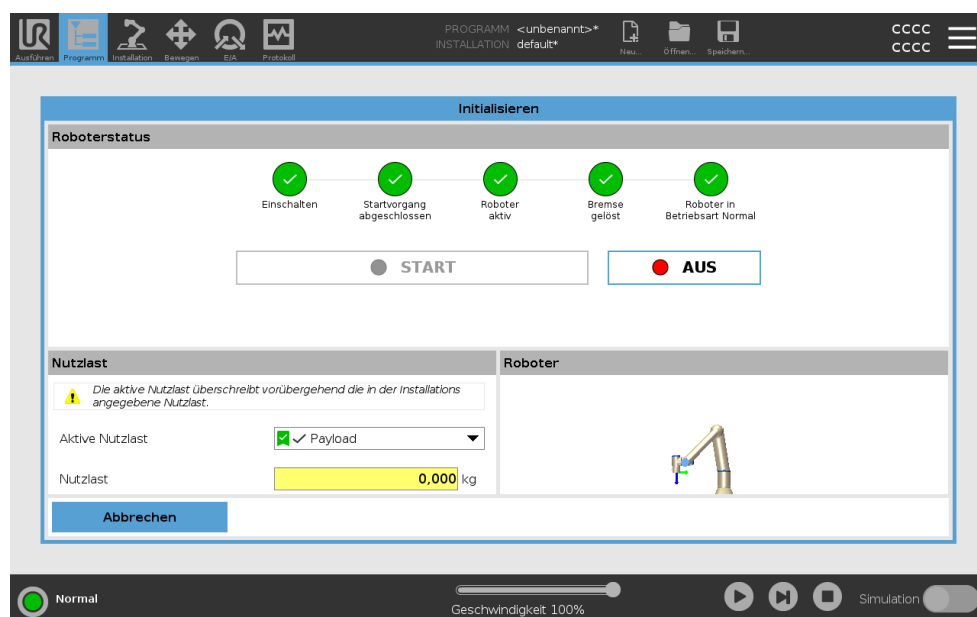 PROGRAMM <unbenannt>*
INSTALLATION default*
CCCC
CCCC
Ausführen
Programm
Installation
Bewegen
E/A
Protokoll
Neu...
Öffnen...
Speichern...
Initialisieren
Roboterstatus
Einschalten
Startvorgang
abgeschlossen
Roboter
aktiv
Bremse
gelöst
Roboter in
Betriebsart Normal
START
AUS
Nutzlast
Die aktive Nutzlast überschreibt vorübergehend die in der Installations
angegebene Nutzlast.
Aktive Nutzlast
Payload
Nutzlast
0,000 kg
Roboter
Abbrechen
Normal
Geschwindigkeit 100%
Simulation